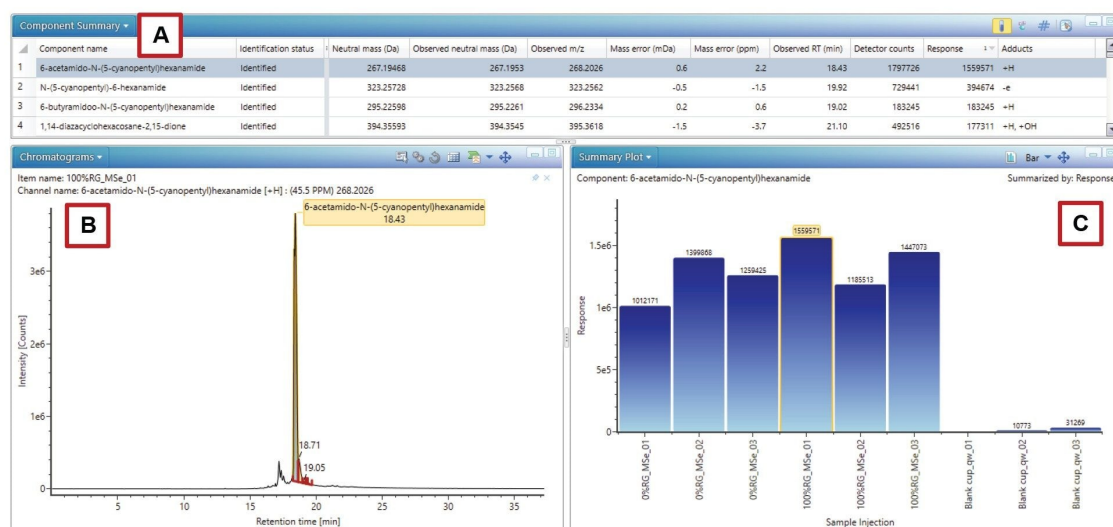 Component Summary
A
Component name Identification status Neutral mass (Da) Observed neutral mass (Da) Observed m/z Mass error (mDa) Mass error (ppm) Observed RT (min) Detector counts Response 1 Adducts
1 6-acetamido-N-(5-cyanopentyl)hexanamide Identified 267.19468 267.1953 268.2026 0.6 2.2 18.43 1797726 1559571 +H
2 N-(5-cyanopentyl)-6-hexanamide Identified 323.25728 323.2568 323.2562 -0.5 -1.5 19.92 729441 394674 -e
3 6-butyramidoo-N-(5-cyanopentyl)hexanamide Identified 295.22598 295.2261 296.2334 0.2 0.6 19.02 183245 183245 +H
4 1,14-diazacyclohexacosane-2,15-dione Identified 394.35593 394.3545 395.3618 -1.5 -3.7 21.10 492516 177311 +H, +OH
Chromatograms
Item name: 100%RG_MSe_01
Channel name: 6-acetamido-N-(5-cyanopentyl)hexanamide [+H] : (45.5 PPM) 268.2026
B
6-acetamido-N-(5-cyanopentyl)hexanamide
18.43
3e6
2e6
1e6
0
18.71
19.05
Intensity [Counts]
5 10 15 20 25 30 35
Retention time [min]
Summary Plot
Bar
Component: 6-acetamido-N-(5-cyanopentyl)hexanamide Summarized by: Response
C
1559571
1447073
1399868
1259425
1185513
1012171
10773
31269
1.5e6
1e6
5e5
0
Response
0%RG_MSe_01
0%RG_MSe_02
0%RG_MSe_03
100%RG_MSe_01
100%RG_MSe_02
100%RG_MSe_03
Blank cup_qw_01
Blank cup_qw_02
Blank cup_qw_03
Sample Injection